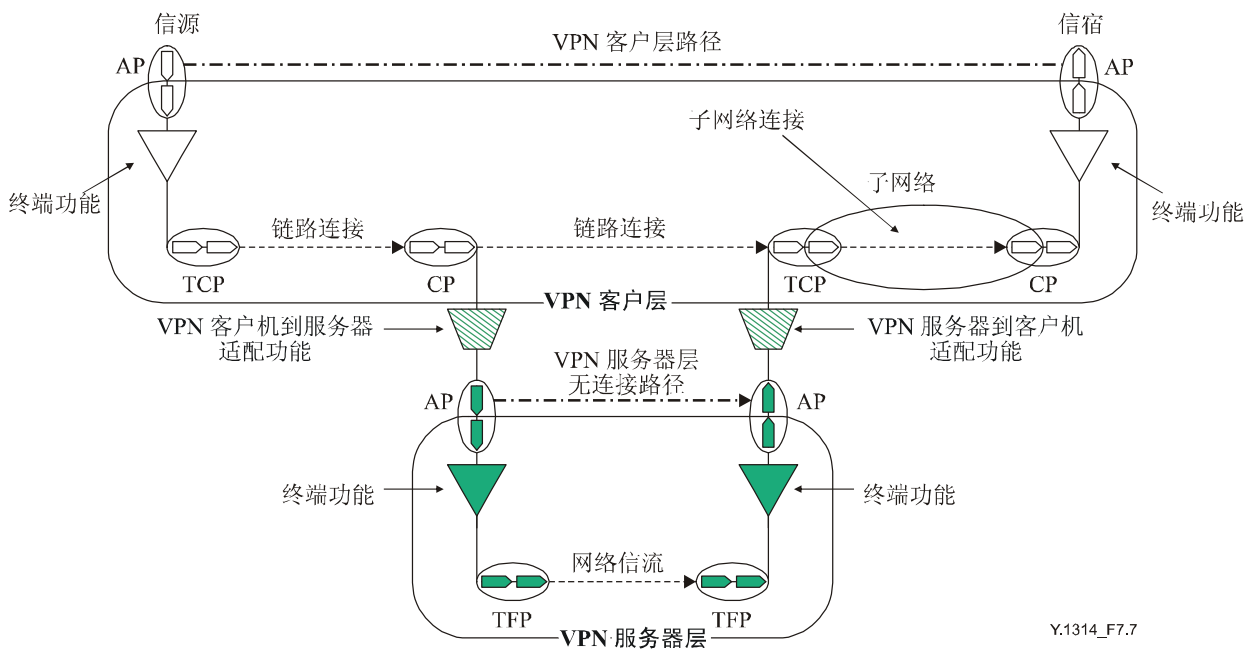 信源
信宿
VPN 客户层路径
AP
AP
子网络连接
子网络
终端功能
终端功能
链路连接
链路连接
TCP
CP
TCP
CP
VPN 客户层
VPN 客户机到服务器
适配功能
VPN 服务器到客户机
适配功能
VPN 服务器层
无连接路径
AP
AP
终端功能
终端功能
网络信流
TFP
TFP
VPN 服务器层
Y.1314_F7.7